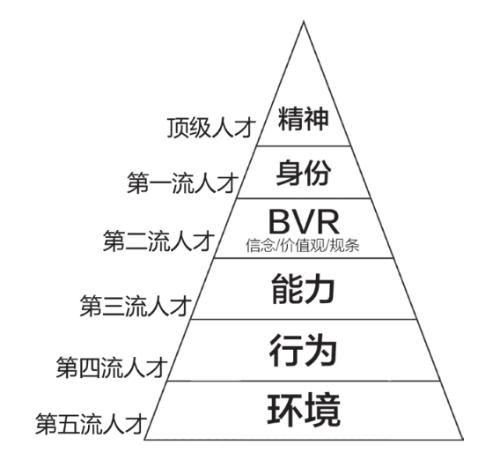 精神
顶级人才
身份
第一流人才
BVR
信念/价值观/规条
第二流人才
能力
第三流人才
行为
第四流人才
环境
第五流人才